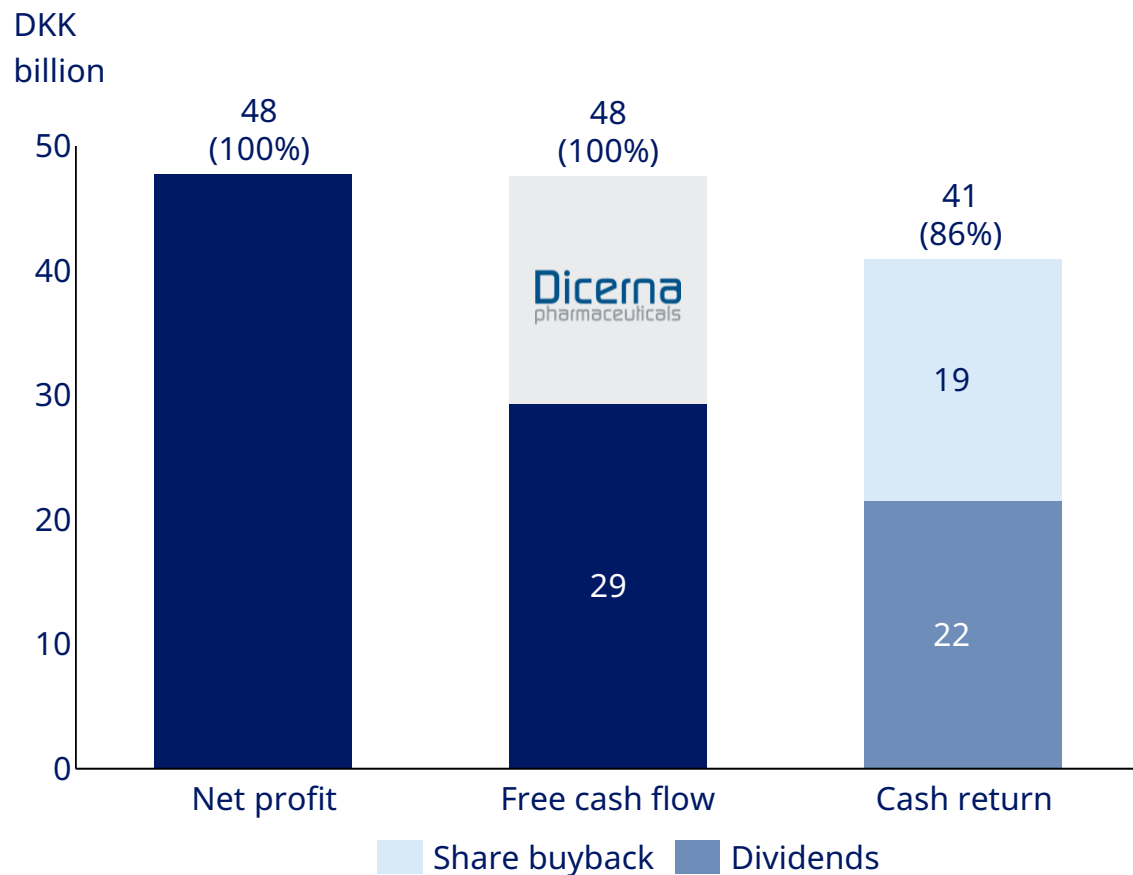 DKK
billion
48
(100%)
48
(100%)
41
(86%)
50
40
30
20
10
0
Dicerna
pharmaceuticals
29
19
22
Net profit
Free cash flow
Cash return
Share buyback
Dividends